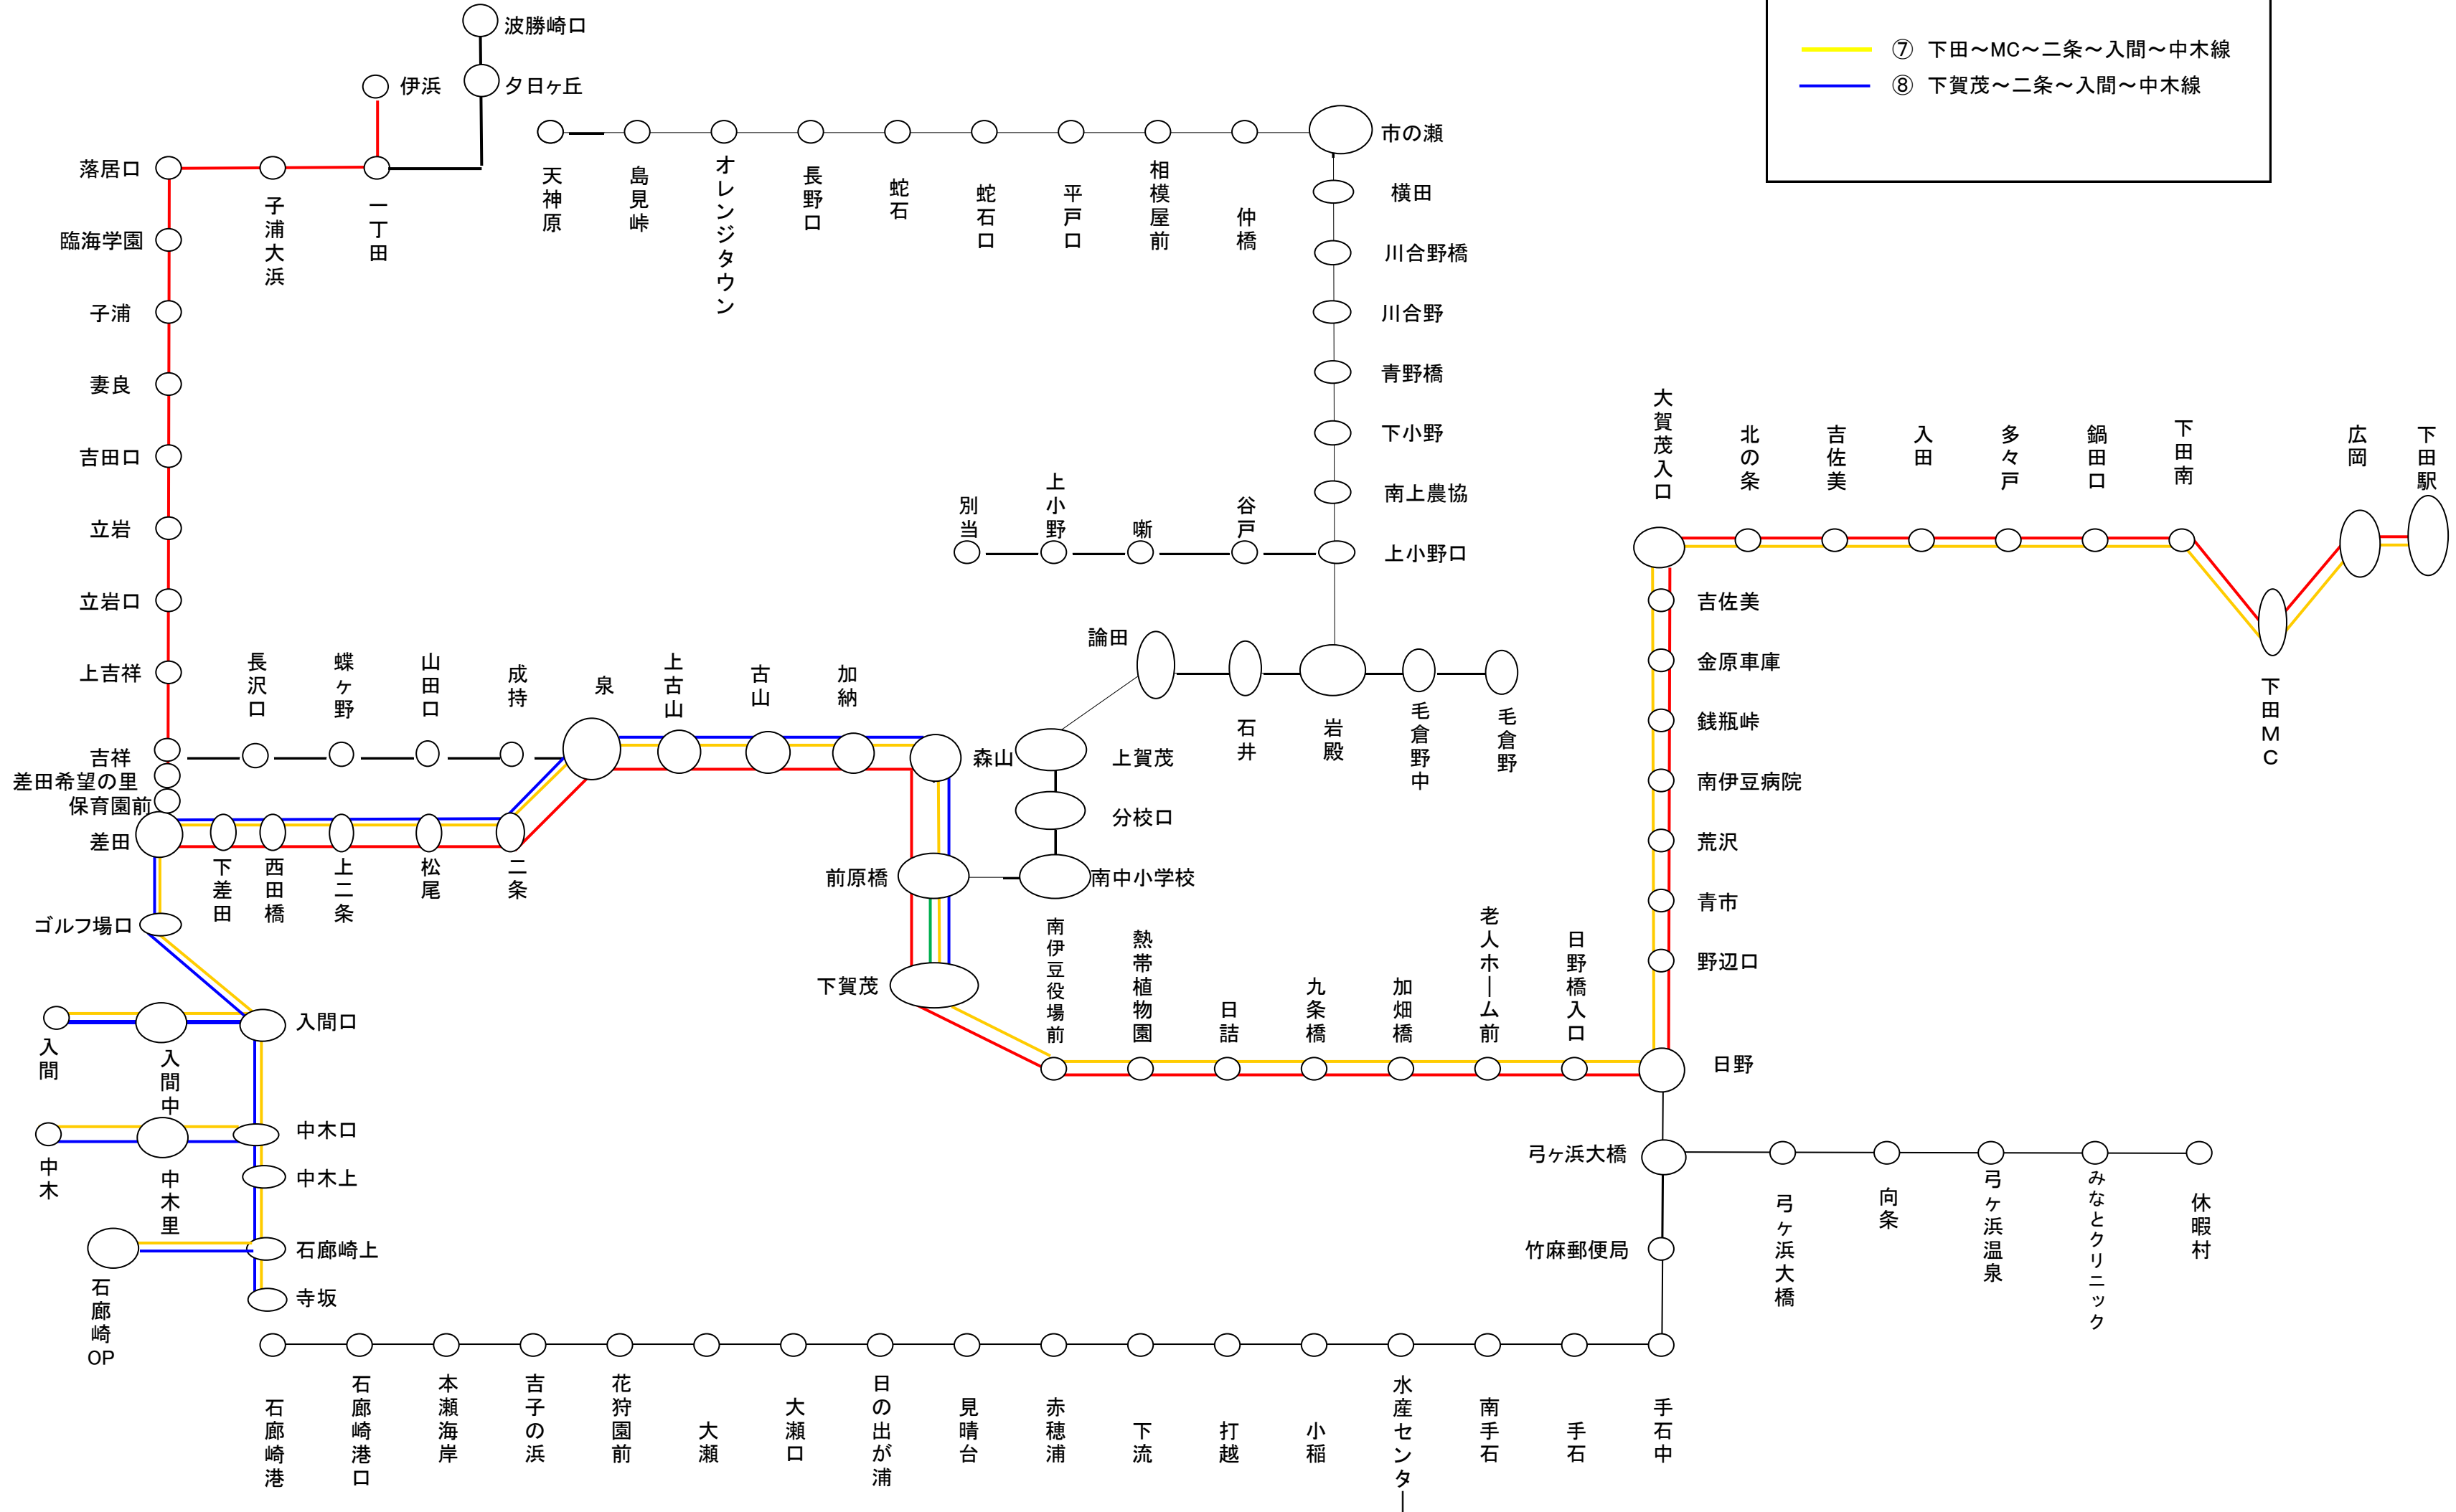 ⑦ 下田～MC～二条～入間～中木線
⑧ 下賀茂～二条～入間～中木線
波勝崎口
夕日ヶ丘
伊浜
落居口
子浦大浜
一丁田
臨海学園
子浦
妻良
吉田口
立岩
立岩口
上吉祥
吉祥
差田希望の里
保育園前
差田
天神原
島見峠
オレンジタウン
長野口
蛇石
蛇石口
平戸口
相模屋前
仲橋
市の瀬
横田
川合野橋
川合野
青野橋
下小野
南上農協
上小野口
別当
上小野
噺
谷戸
論田
石井
岩殿
毛倉野中
毛倉野
長沢口
蝶ヶ野
山田口
成持
泉
上古山
古山
加納
森山
上賀茂
分校口
南中小学校
前原橋
下賀茂
下差田
西田橋
上二条
松尾
二条
ゴルフ場口
入間口
入間中
入間
中木口
中木里
中木
中木上
石廊崎上
石廊崎OP
寺坂
南伊豆役場前
熱帯植物園
日詰
九条橋
加畑橋
老人ホーム前
日野橋入口
日野
大賀茂入口
北の条
吉佐美
入田
多々戸
鍋田口
下田南
下田MC
広岡
下田駅
吉佐美
金原車庫
銭瓶峠
南伊豆病院
荒沢
青市
野辺口
弓ヶ浜大橋
弓ヶ浜大橋
向条
弓ヶ浜温泉
みなとクリニック
休暇村
竹麻郵便局
石廊崎港
石廊崎港口
本瀬海岸
吉子の浜
花狩園前
大瀬
大瀬口
日の出が浦
見晴台
赤穂浦
下流
打越
小稲
水産センター
南手石
手石
手石中